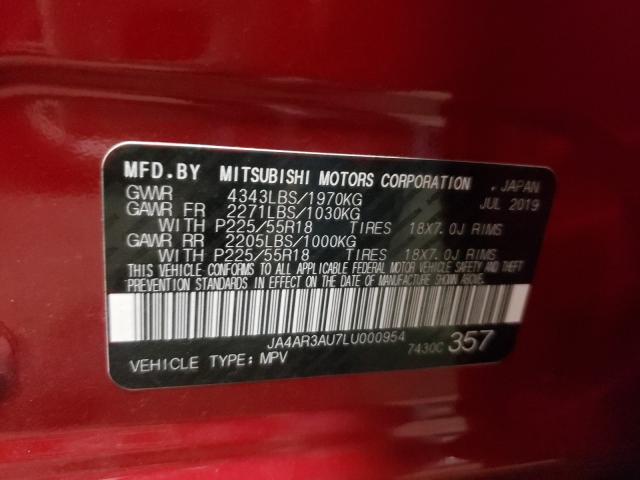 MFD.BY MITSUBISHI MOTORS CORPORATION , JAPAN
GVWR 4343LBS/1970KG JUL 2019
GAWR FR 2271LBS/1030KG
WITH P225/55R18 TIRES 18X7.0J RIMS
GAWR RR 2205LBS/1000KG
WITH P225/55R18 TIRES 18X7.0J RIMS
THIS VEHICLE CONFORMS TO ALL APPLICABLE FEDERAL MOTOR VEHICLE SAFETY AND THEFT
PREVENTION STANDARDS IN EFFECT ON THE DATE OF MANUFACTURE SHOWN ABOVE.
JA4AR3AU7LU000954
VEHICLE TYPE: MPV 7430C 357